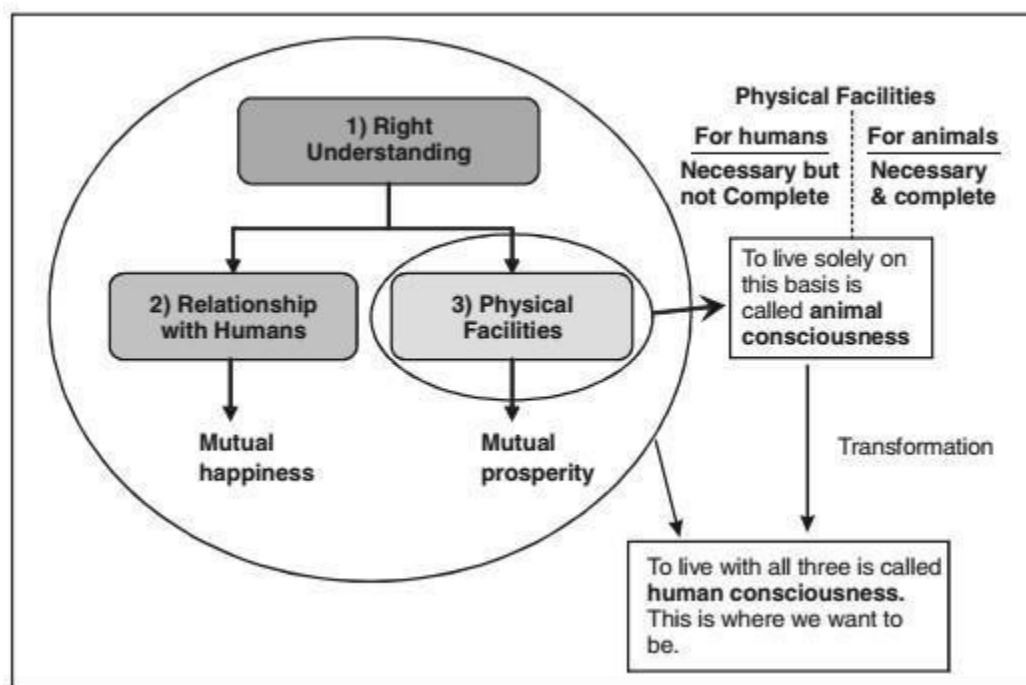 1) Right
Understanding
2) Relationship
with Humans
3) Physical
Facilities
Mutual
happiness
Mutual
prosperity
Physical Facilities
For humans
Necessary but
not Complete
For animals
Necessary
& complete
To live solely on
this basis is
called animal
consciousness
Transformation
To live with all three is called
human consciousness.
This is where we want to
be.